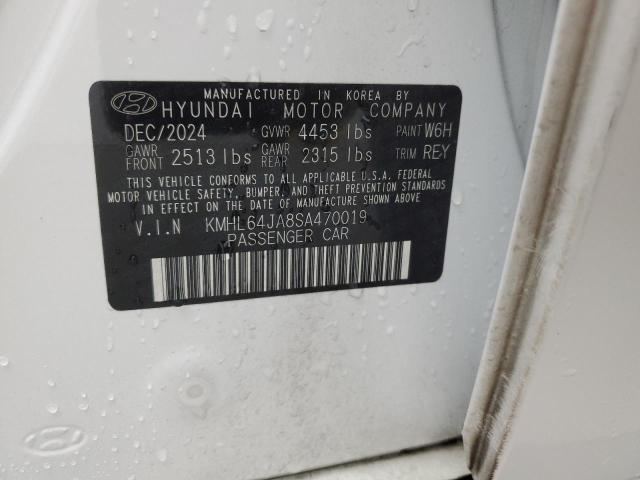 MANUFACTURED IN KOREA BY
HYUNDAI MOTOR COMPANY
DEC/2024 GVWR 4453 lbs PAINT W6H
GAWR FRONT 2513 lbs GAWR REAR 2315 lbs TRIM REY
THIS VEHICLE CONFORMS TO ALL APPLICABLE U.S.A. FEDERAL
MOTOR VEHICLE SAFETY, BUMPER, AND THEFT PREVENTION STANDARDS
IN EFFECT ON THE DATE OF MANUFACTURE SHOWN ABOVE.
V.I.N KMHL64JA8SA470019
PASSENGER CAR